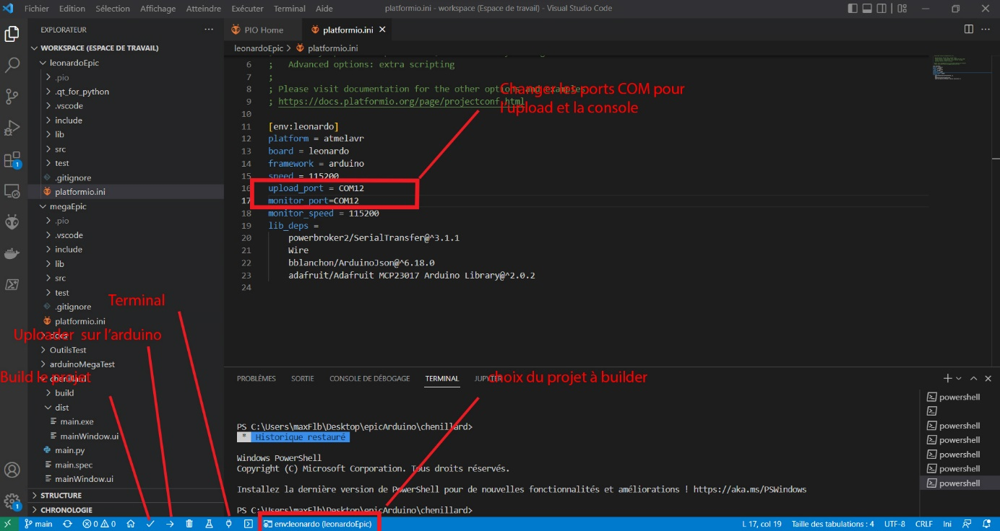 Fichier Edition Sélection Affichage Atteindre Exécuter Terminal Aide
platformio.ini - workspace (Espace de travail) - Visual Studio Code
EXPLORATEUR
WORKSPACE (ESPACE DE TRAVAIL)
leonardoEpic
.pio
.qt_for_python
.vscode
include
lib
src
test
.gitignore
platformio.ini
megaEpic
.pio
.vscode
include
lib
src
test
.gitignore
platformio.ini
docs
OutilsTest
arduinoMegaTest
chenillard
build
dist
main.exe
mainWindow.ui
main.py
main.spec
mainWindow.ui
STRUCTURE
CHRONOLOGIE
Terminal
Uploader sur l'arduino
Build le projet
PIO Home
platformio.ini
leonardoEpic > platformio.ini
6 ; Advanced options: extra scripting
7 ;
8 ; Please visit documentation for the other options and examples
9 ; https://docs.platformio.org/page/projectconf.html
10
11 [env:leonardo]
12 platform = atmelavr
13 board = leonardo
14 framework = arduino
15 speed = 115200
16 upload_port = COM12
17 monitor_port=COM12
18 monitor_speed = 115200
19 lib_deps =
20 powerbroker2/SerialTransfer@^3.1.1
21 Wire
22 bblanchon/ArduinoJson@^6.18.0
23 adafruit/Adafruit MCP23017 Arduino Library@^2.0.2
24
Changer les ports COM pour
l'upload et la console
PROBLÈMES SORTIE CONSOLE DE DÉBOGAGE TERMINAL JUPYTER
choix du projet à builder
PS C:\Users\maxFlb\Desktop\epicArduino\chenillard>
* Historique restauré
Windows PowerShell
Copyright (C) Microsoft Corporation. Tous droits réservés.
Installez la dernière version de PowerShell pour de nouvelles fonctionnalités et améliorations ! https://aka.ms/PSWindows
PS C:\Users\maxFlb\Desktop\epicArduino\chenillard>
powershell
powershell
powershell
powershell
powershell
powershell
1
1
main
0 0
env:leonardo (leonardoEpic)
L 17, col 19 Taille des tabulations : 4 UTF-8 CRLF Ini